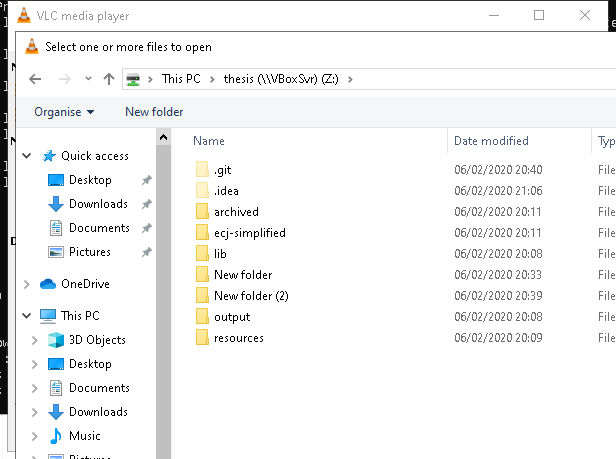 VLC media player
Select one or more files to open
This PC > thesis (\\VBoxSvr) (Z:) >
Organise New folder
Name Date modified
Quick access
Desktop
Downloads
Documents
Pictures
OneDrive
This PC
3D Objects
Desktop
Documents
Downloads
Music
.git 06/02/2020 20:40 File
.idea 06/02/2020 21:06 File
archived 06/02/2020 20:11 File
ecj-simplified 06/02/2020 20:11 File
lib 06/02/2020 20:08 File
New folder 06/02/2020 20:33 File
New folder (2) 06/02/2020 20:39 File
output 06/02/2020 20:08 File
resources 06/02/2020 20:09 File